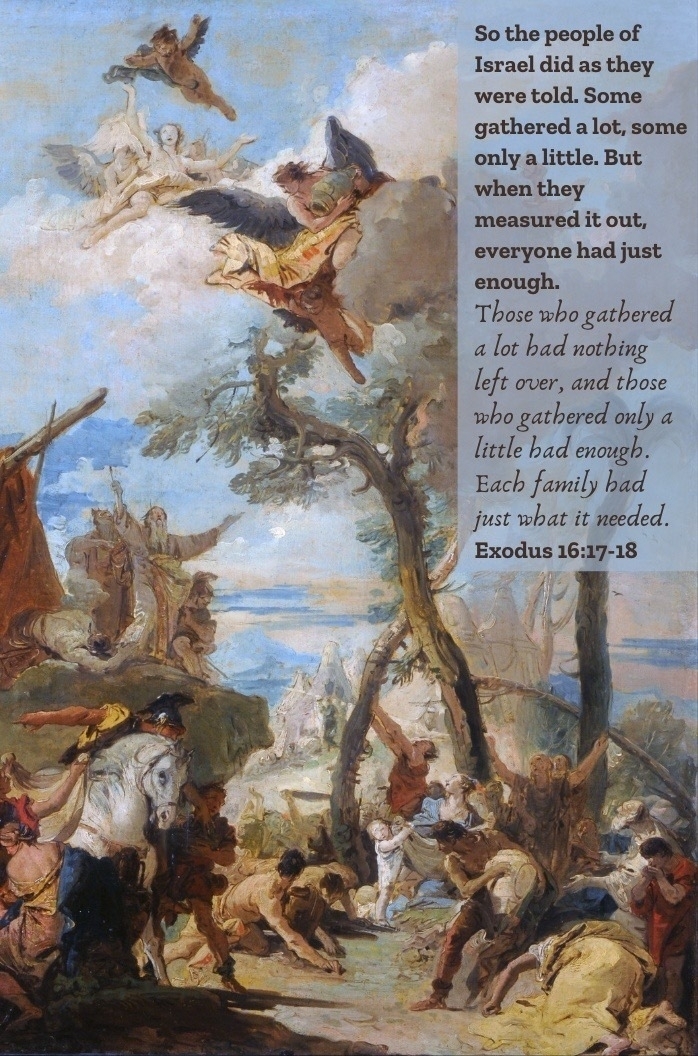 So the people of
Israel did as they
were told. Some
gathered a lot, some
only a little. But
when they
measured it out,
everyone had just
enough.
Those who gathered
a lot had nothing
left over, and those
who gathered only a
little had enough.
Each family had
just what it needed.
Exodus 16:17-18